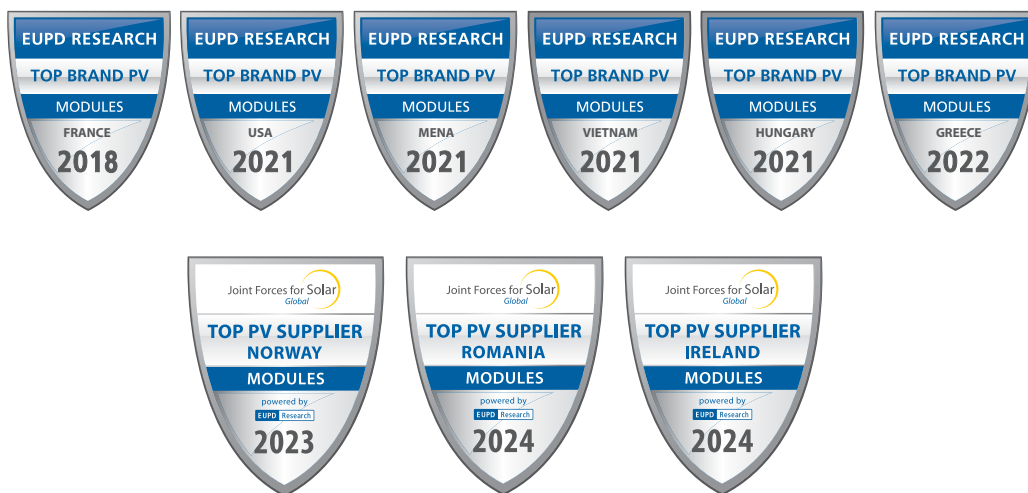 EUPD RESEARCH
TOP BRAND PV
MODULES
FRANCE
2018
EUPD RESEARCH
TOP BRAND PV
MODULES
USA
2021
EUPD RESEARCH
TOP BRAND PV
MODULES
MENA
2021
EUPD RESEARCH
TOP BRAND PV
MODULES
VIETNAM
2021
EUPD RESEARCH
TOP BRAND PV
MODULES
HUNGARY
2021
EUPD RESEARCH
TOP BRAND PV
MODULES
GREECE
2022
Joint Forces for Solar
Global
TOP PV SUPPLIER
NORWAY
MODULES
powered by
EUPD Research
2023
Joint Forces for Solar
Global
TOP PV SUPPLIER
ROMANIA
MODULES
powered by
EUPD Research
2024
Joint Forces for Solar
Global
TOP PV SUPPLIER
IRELAND
MODULES
powered by
EUPD Research
2024